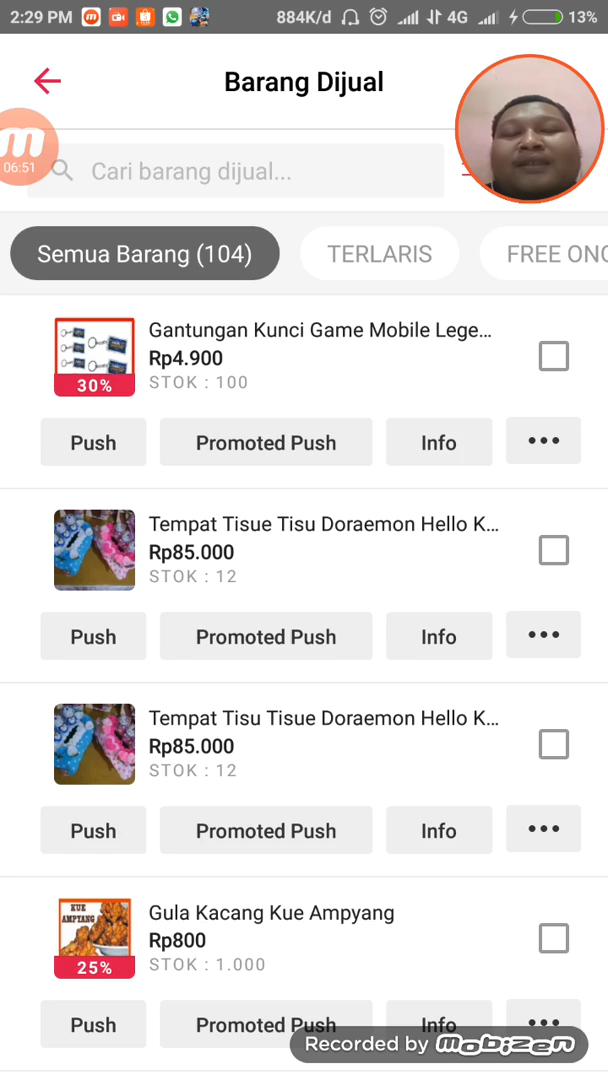 2:29 PM 884K/d 4G 13%
Barang Dijual
06:51
Cari barang dijual...
Semua Barang (104) TERLARIS FREE ONG
30%
Gantungan Kunci Game Mobile Lege...
Rp4.900
STOK : 100
Push Promoted Push Info
Tempat Tisue Tisu Doraemon Hello K...
Rp85.000
STOK : 12
Push Promoted Push Info
Tempat Tisu Tisue Doraemon Hello K...
Rp85.000
STOK : 12
Push Promoted Push Info
KUE
AMPYANG
25%
Gula Kacang Kue Ampyang
Rp800
STOK : 1.000
Push Promoted Push Info
Recorded by mobizen